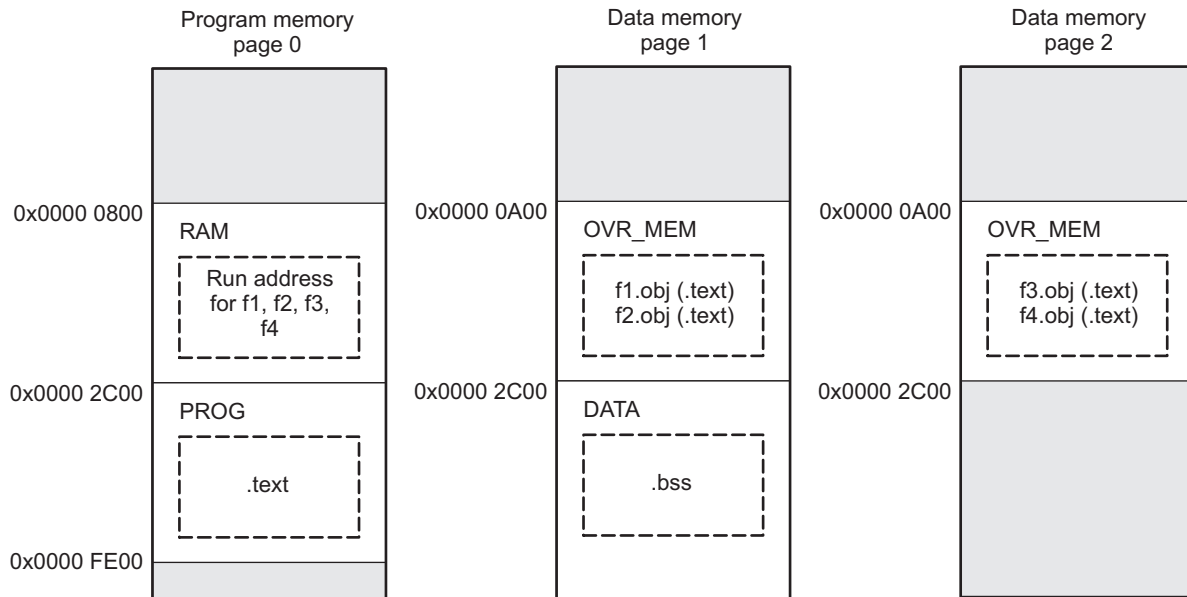 Program memory
page 0
0x0000 0800
RAM
Run address
for f1, f2, f3,
f4
0x0000 2C00
PROG
.text
0x0000 FE00
Data memory
page 1
0x0000 0A00
OVR_MEM
f1.obj (.text)
f2.obj (.text)
0x0000 2C00
DATA
.bss
Data memory
page 2
0x0000 0A00
OVR_MEM
f3.obj (.text)
f4.obj (.text)
0x0000 2C00